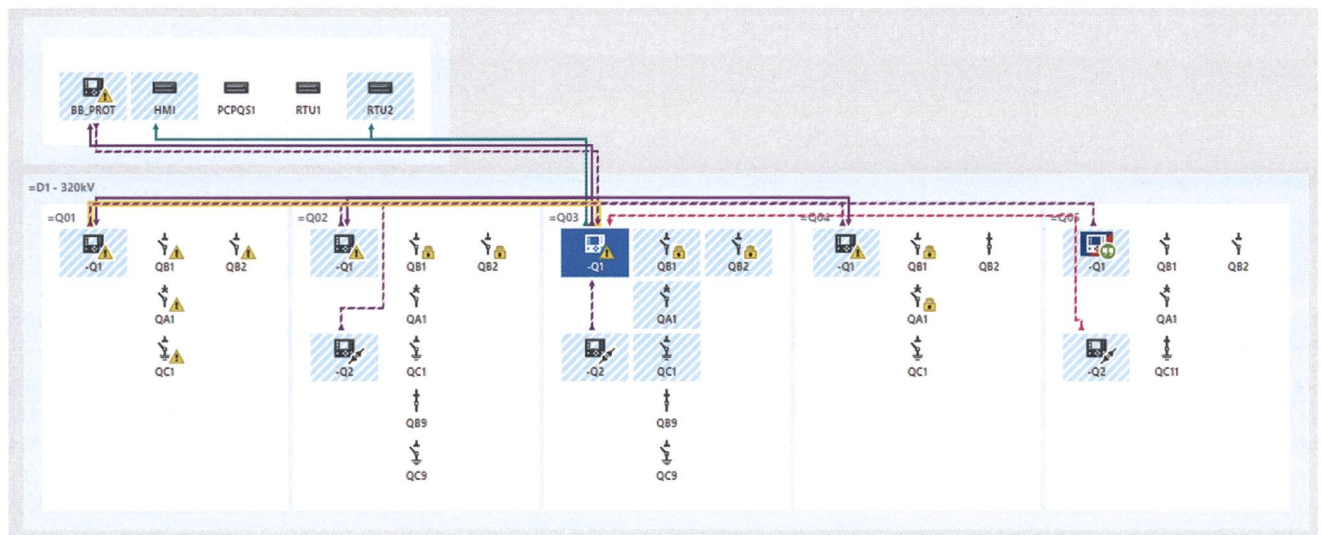 BB_PROT HMI PCPQS1 RTU1 RTU2
=D1 - 320kV
=Q01 =Q02 =Q03 =Q04 =Q05
-Q1 QB1 QB2 -Q1 QB1 QB2 -Q1 QB1 QB2 -Q1 QB1 QB2 -Q1 QB1 QB2
QA1 QA1 QA1 QA1 QA1
QC1 -Q2 QC1 -Q2 QC1 QC1 -Q2 QC11
QB9 QB9
QC9 QC9